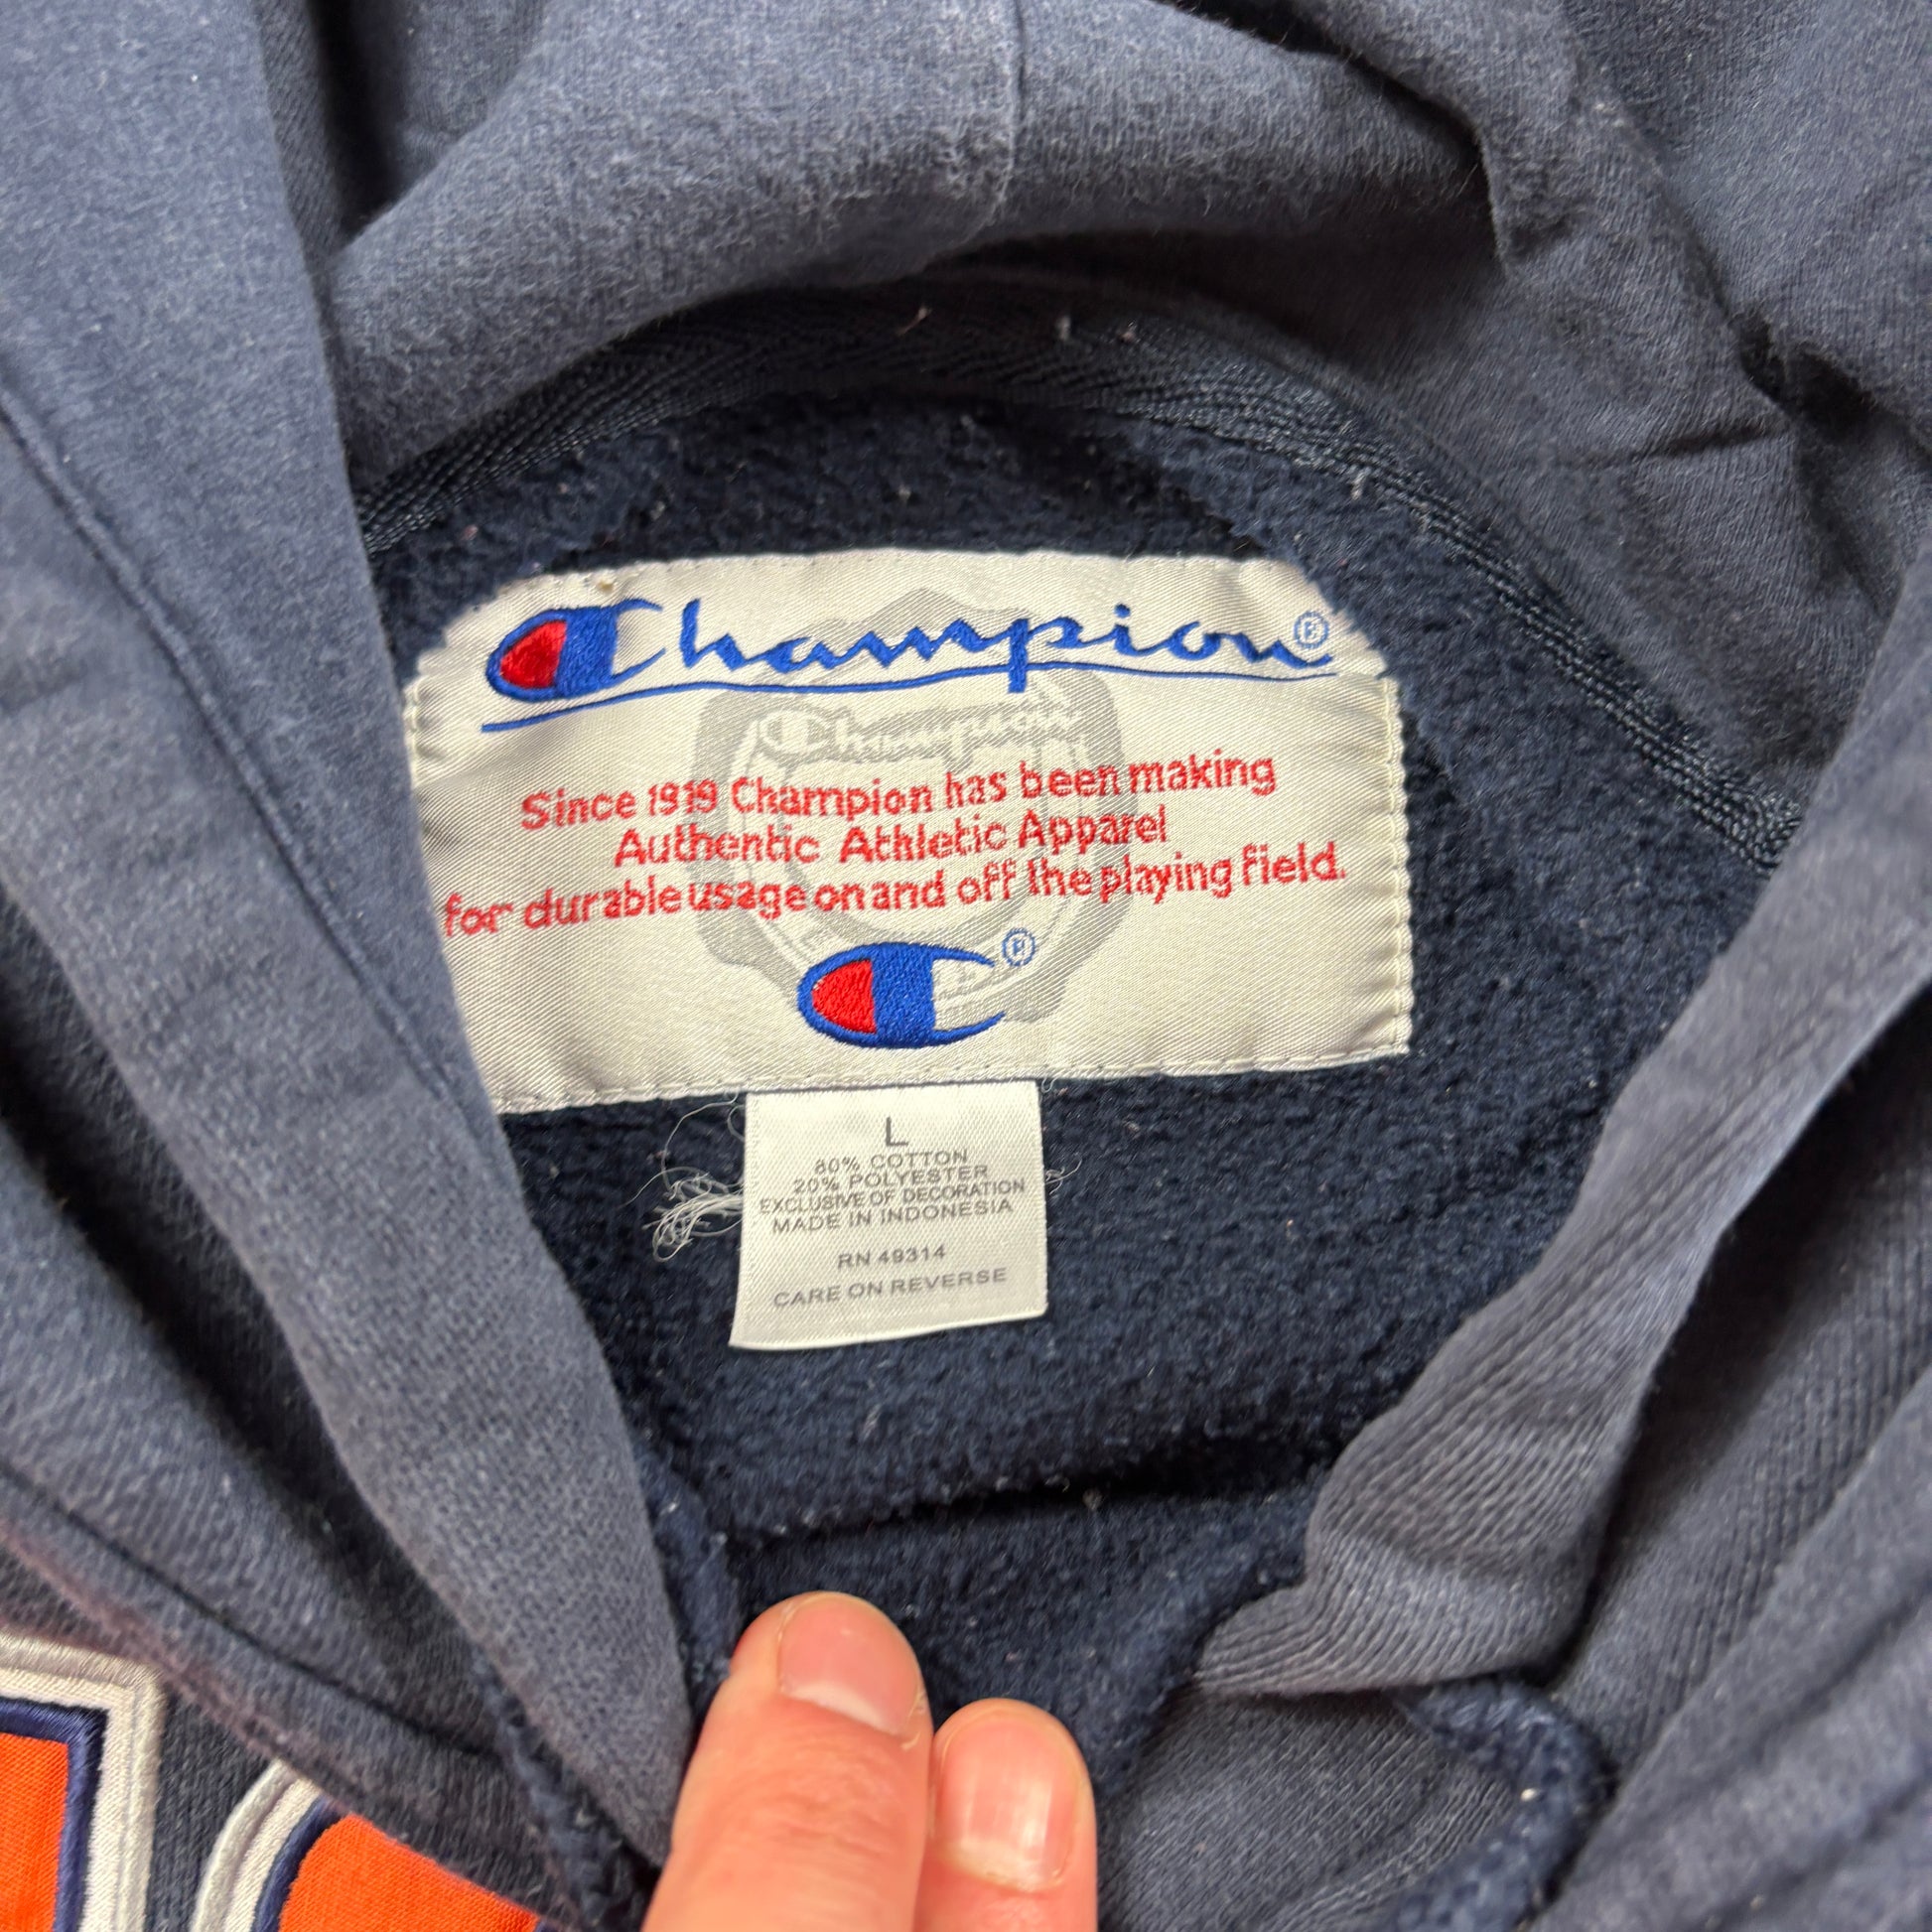 Champion®
Champion
Since 1919 Champion has been making
Authentic Athletic Apparel
for durable usage on and off the playing field.
®
L
80% COTTON
20% POLYESTER
EXCLUSIVE OF DECORATION
MADE IN INDONESIA
RN 49314
CARE ON REVERSE